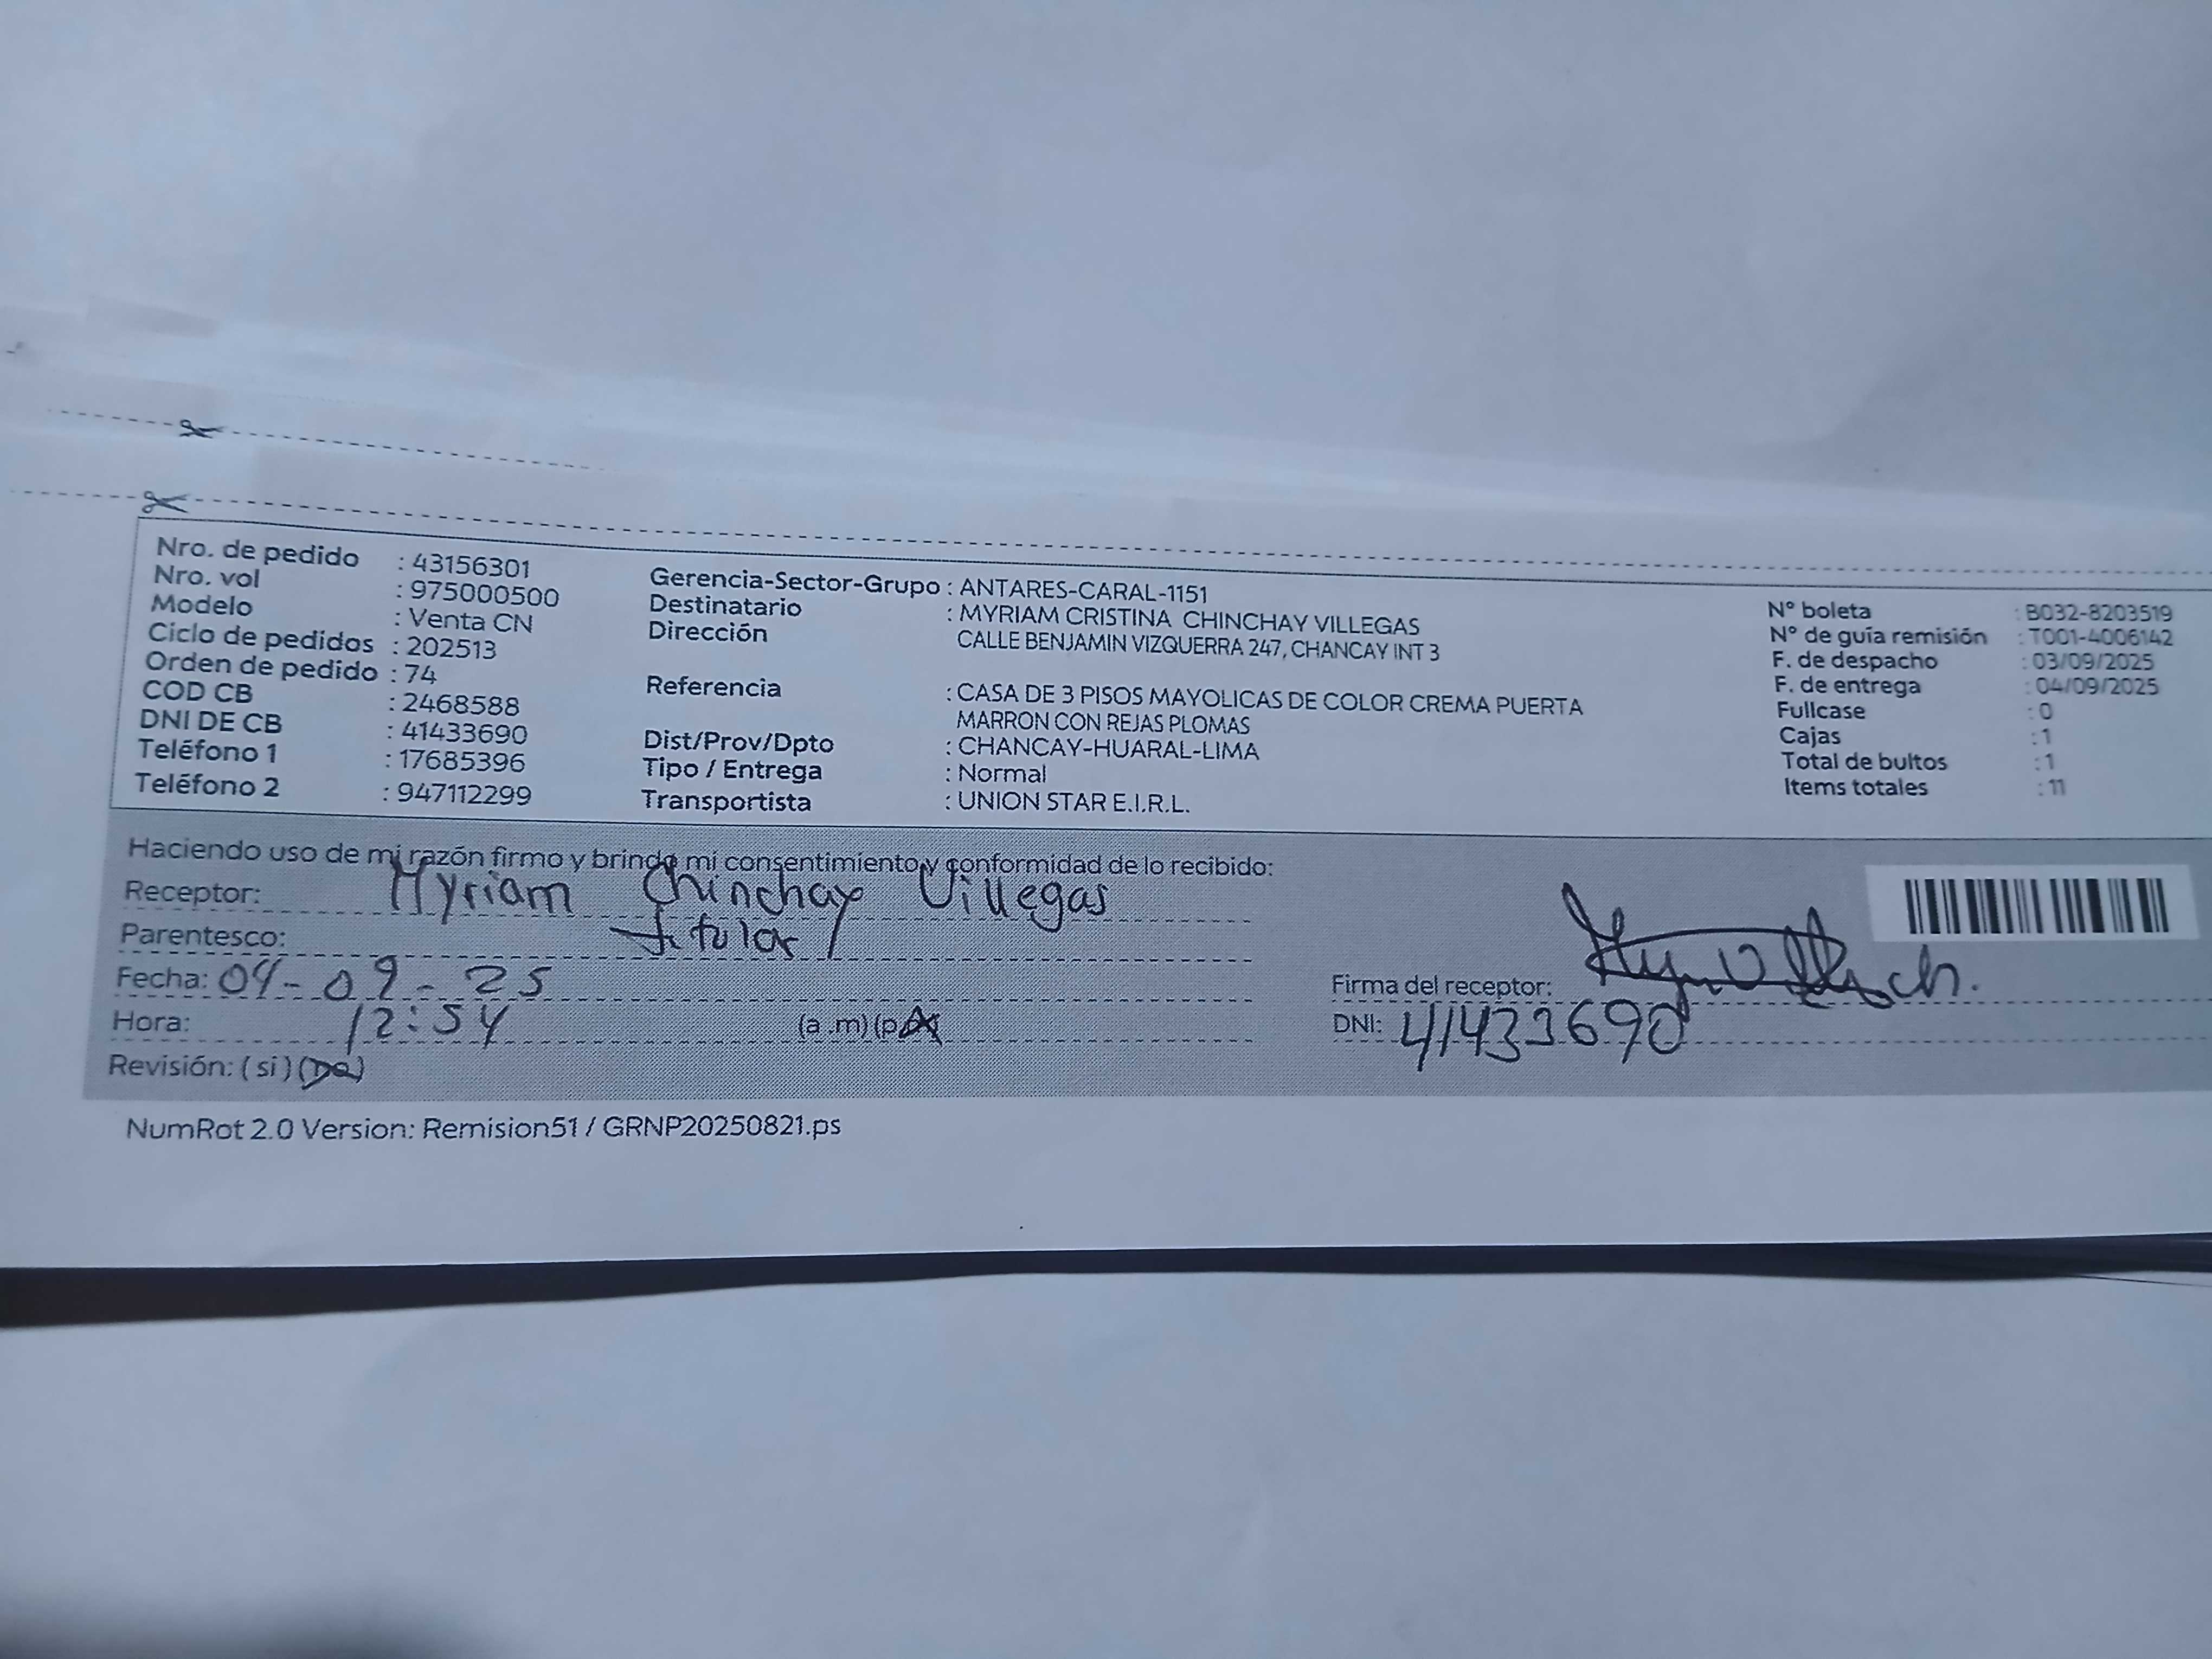 Nro. de pedido : 43156301
Nro. vol : 975000500
Modelo : Venta CN
Ciclo de pedidos : 202513
Orden de pedido : 74
COD CB : 2468588
DNI DE CB : 41433690
Teléfono 1 : 17685396
Teléfono 2 : 947112299
Gerencia-Sector-Grupo : ANTARES-CARAL-1151
Destinatario : MYRIAM CRISTINA CHINCHAY VILLEGAS
Dirección CALLE BENJAMIN VIZQUERRA 247, CHANCAY INT 3
Referencia : CASA DE 3 PISOS MAYOLICAS DE COLOR CREMA PUERTA
MARRON CON REJAS PLOMAS
Dist/Prov/Dpto : CHANCAY-HUARAL-LIMA
Tipo / Entrega : Normal
Transportista : UNION STAR E.I.R.L.
N° boleta : B032-8203519
N° de guía remisión : T001-4006142
F. de despacho : 03/09/2025
F. de entrega : 04/09/2025
Fullcase : 0
Cajas : 1
Total de bultos : 1
Items totales : 11
Haciendo uso de mi razón firmo y brindo mi consentimiento y conformidad de lo recibido:
Receptor: Myriam Chinchay Villegas
Parentesco: titular
Fecha: 04-09-25
Hora: 12:54 (a .m) (p.m)
Revisión: (si) (no)
Firma del receptor:
DNI: 41433690
NumRot 2.0 Version: Remision51 / GRNP20250821.ps